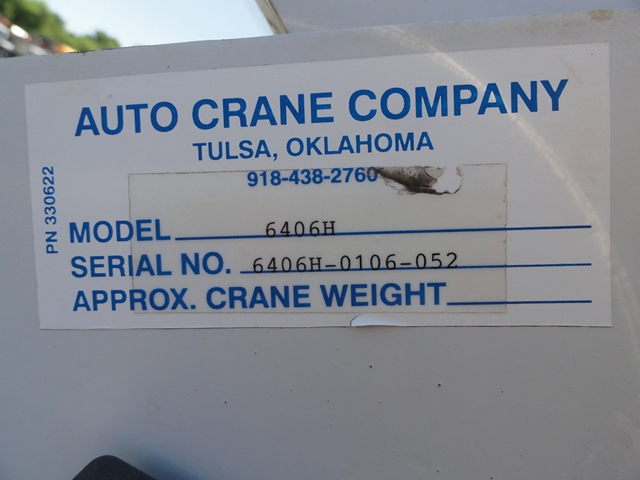 AUTO CRANE COMPANY
TULSA, OKLAHOMA
918-438-2760
MODEL 6406H
SERIAL NO. 6406H-0106-052
APPROX. CRANE WEIGHT
PN 330622